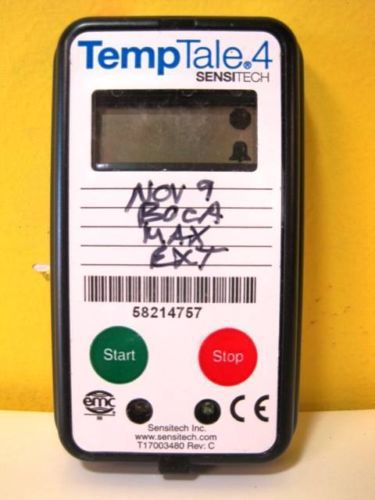 TempTale®4
SENSITECH
NOV 9
BOCA
MAX
EXT
58214757
Start
Stop
emc
CE
Sensitech Inc.
www.sensitech.com
T17003480 Rev: C